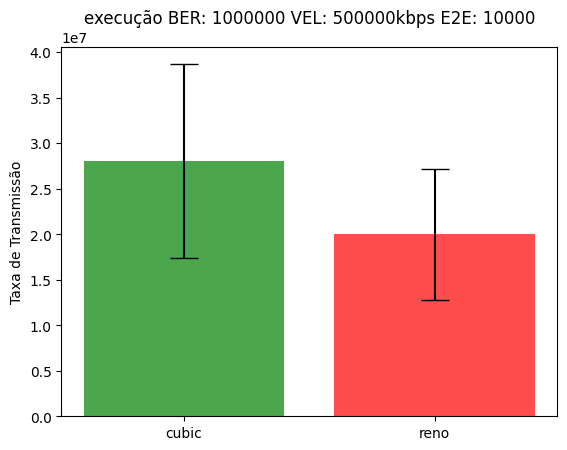 execução BER: 1000000 VEL: 500000kbps E2E: 10000
1e7
4.0
3.5
3.0
2.5
2.0
1.5
1.0
0.5
0.0
Taxa de Transmissão
cubic
reno